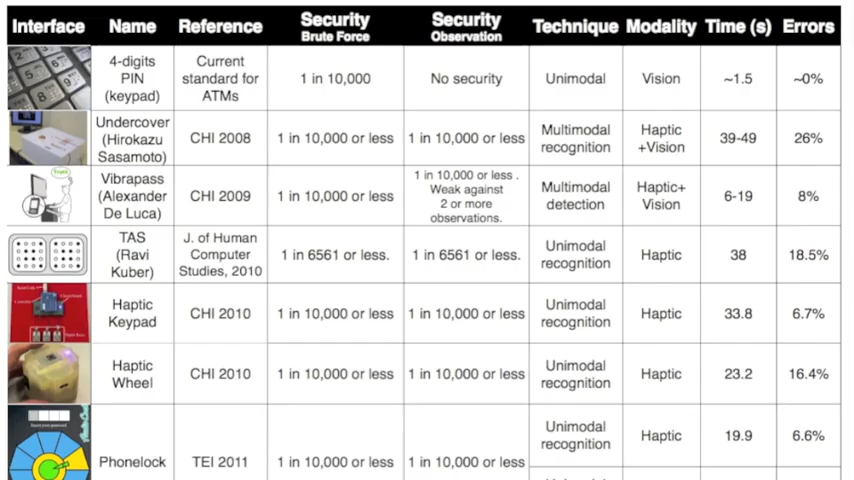 Interface Name Reference Security Brute Force Security Observation Technique Modality Time (s) Errors
4-digits PIN (keypad) Current standard for ATMs 1 in 10,000 No security Unimodal Vision ~1.5 ~0%
Undercover (Hirokazu Sasamoto) CHI 2008 1 in 10,000 or less 1 in 10,000 or less Multimodal recognition Haptic +Vision 39-49 26%
Vibrapass (Alexander De Luca) CHI 2009 1 in 10,000 or less 1 in 10,000 or less . Weak against 2 or more observations. Multimodal detection Haptic+ Vision 6-19 8%
TAS (Ravi Kuber) J. of Human Computer Studies, 2010 1 in 6561 or less. 1 in 6561 or less. Unimodal recognition Haptic 38 18.5%
Haptic Keypad CHI 2010 1 in 10,000 or less 1 in 10,000 or less Unimodal recognition Haptic 33.8 6.7%
Haptic Wheel CHI 2010 1 in 10,000 or less 1 in 10,000 or less Unimodal recognition Haptic 23.2 16.4%
Phonelock TEI 2011 1 in 10,000 or less 1 in 10,000 or less Unimodal recognition Haptic 19.9 6.6%